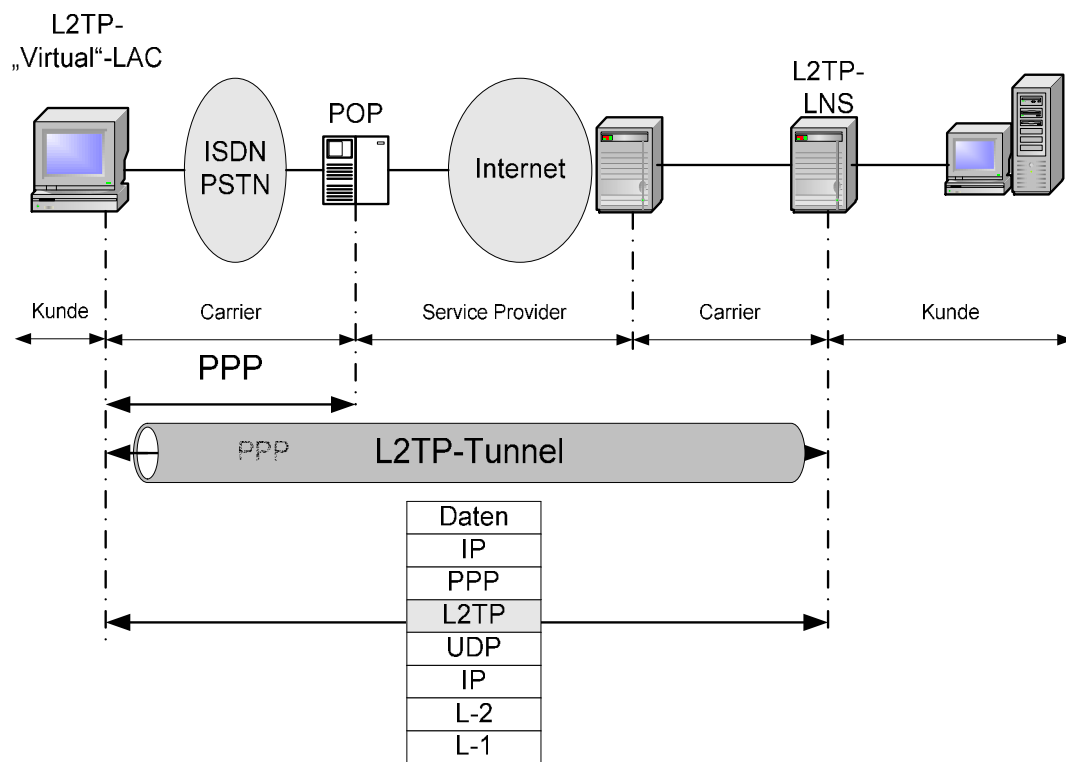 L2TP-
„Virtual“-LAC
ISDN
PSTN
POP
Internet
L2TP-
LNS
Kunde
Carrier
Service Provider
Carrier
Kunde
PPP
PPP
L2TP-Tunnel
Daten
IP
PPP
L2TP
UDP
IP
L-2
L-1